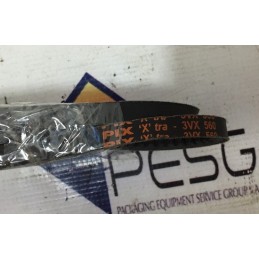 PIX 'X' tra - 3VX 560
PESG
PACKAGING EQUIPMENT SERVICE GROUP